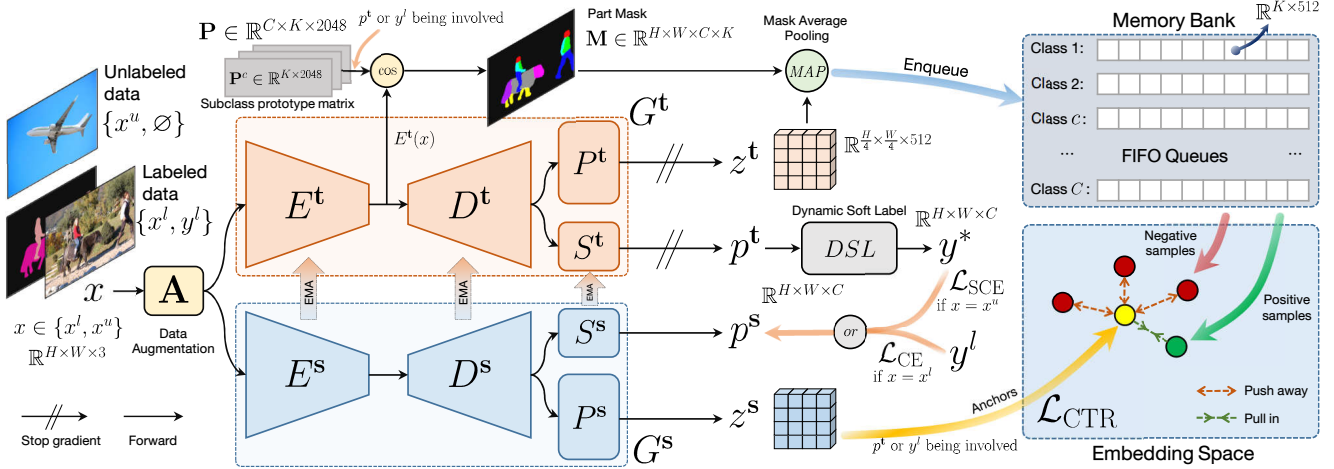 P ∈ ℝ^{C×K×2048}
p^t or y^l being involved
Part Mask
M ∈ ℝ^{H×W×C×K}
Mask Average
Pooling
Memory Bank
ℝ^{K×512}
P^c ∈ ℝ^{K×2048}
cos
MAP
Enqueue
Class 1:
Class 2:
Class c:
...
FIFO Queues
...
Class C:
Subclass prototype matrix
Unlabeled
data
{x^u, ∅}
Labeled
data
{x^l, y^l}
E^t(x)
G^t
E^t
D^t
P^t
S^t
z^t
ℝ^{H/4×W/4×512}
p^t
Dynamic Soft Label
DSL
ℝ^{H×W×C}
y*
ℝ^{H×W×C}
EMA
EMA
EMA
x
A
Data
Augmentation
x ∈ {x^l, x^u}
ℝ^{H×W×3}
E^s
D^s
S^s
P^s
G^s
p^s
or
ℒ_SCE
if x = x^u
ℒ_CE
if x = x^l
y^l
z^s
Anchors
p^t or y^l being involved
Negative
samples
Positive
samples
Push away
Pull in
ℒ_CTR
Embedding Space
Stop gradient
Forward